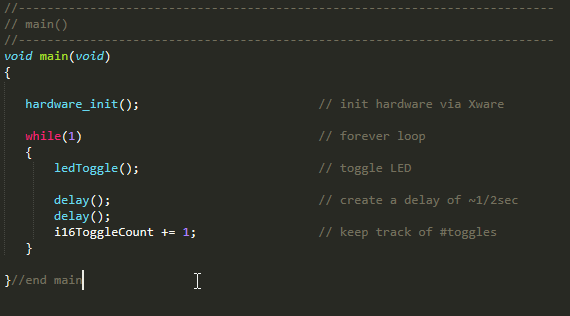 //---------------------------------------------------------------------------
// main()
//---------------------------------------------------------------------------
void main(void)
{
hardware_init(); // init hardware via Xware
while(1) // forever loop
{
ledToggle(); // toggle LED
delay(); // create a delay of ~1/2sec
delay();
i16ToggleCount += 1; // keep track of #toggles
}
}//end main